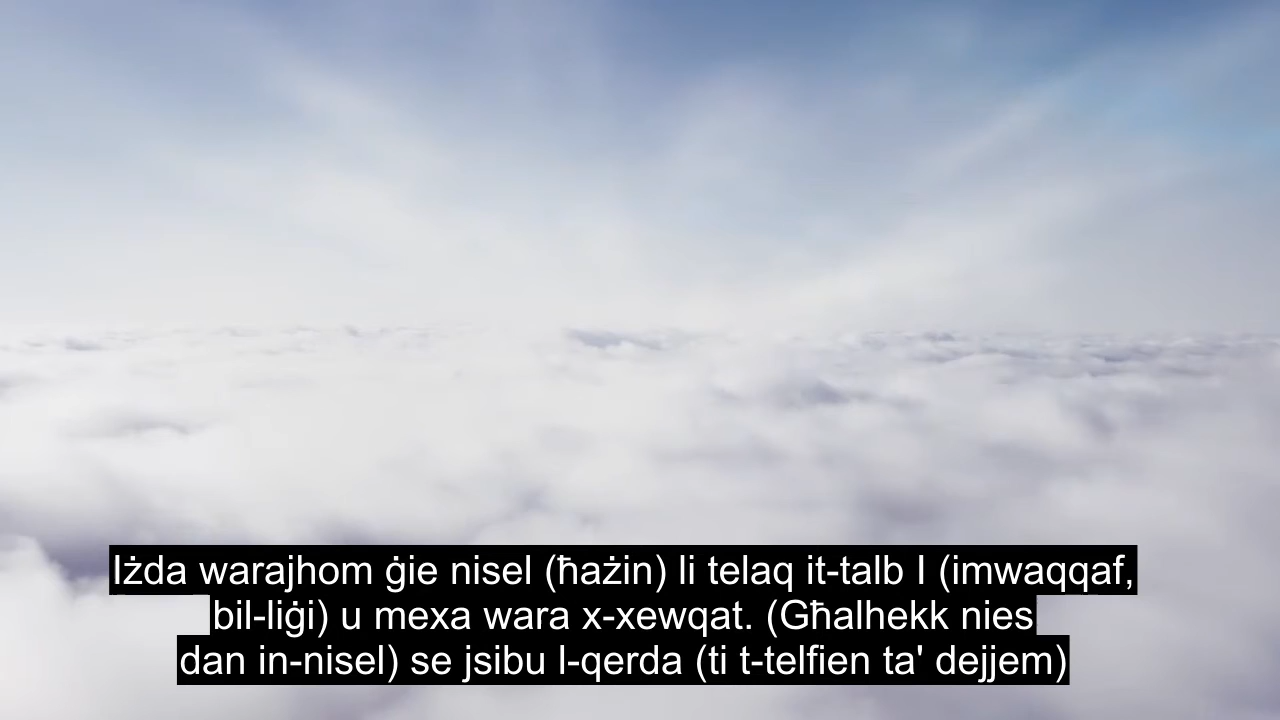 Iżda warajhom ġie nisel (ħażin) li telaq it-talb I (imwaqqaf,
bil-liġi) u mexa wara x-xewqat. (Għalhekk nies
dan in-nisel) se jsibu l-qerda (ti t-telfien ta' dejjem)